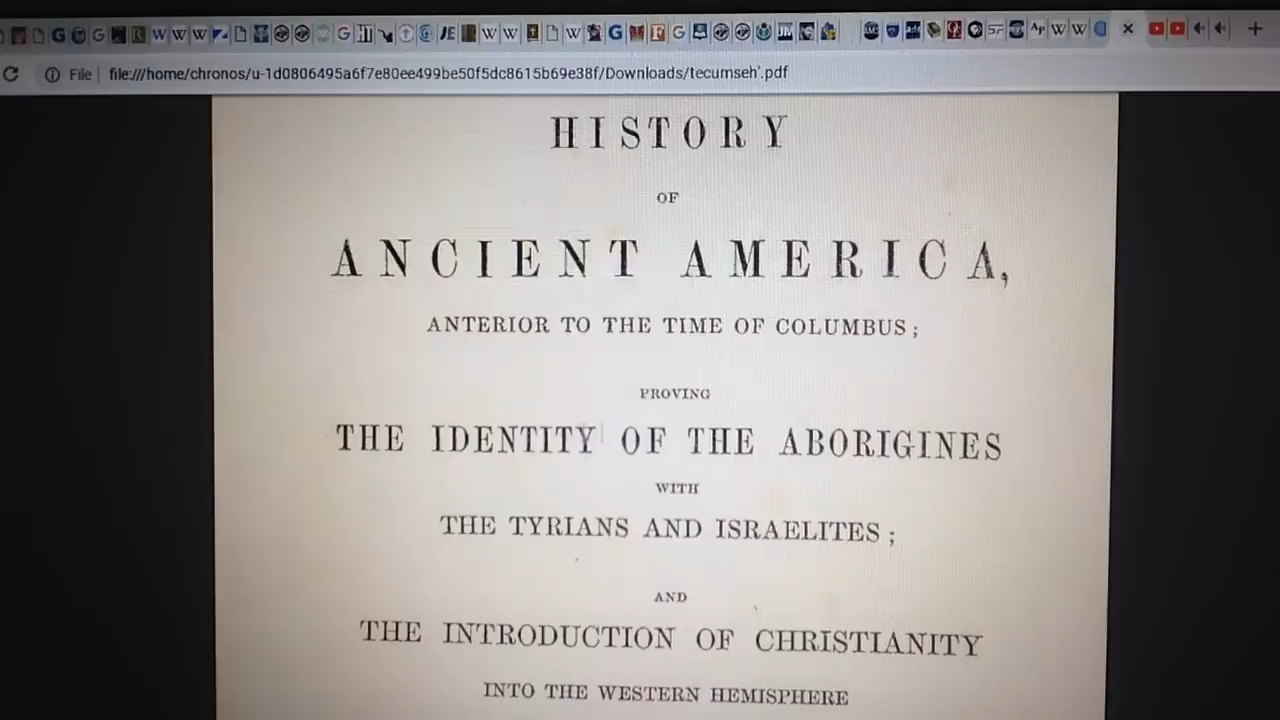 File | file:///home/chronos/u-1d0806495a6f7e80ee499be50f5dc8615b69e38f/Downloads/tecumseh'.pdf
HISTORY
OF
ANCIENT AMERICA,
ANTERIOR TO THE TIME OF COLUMBUS;
PROVING
THE IDENTITY OF THE ABORIGINES
WITH
THE TYRIANS AND ISRAELITES;
AND
THE INTRODUCTION OF CHRISTIANITY
INTO THE WESTERN HEMISPHERE